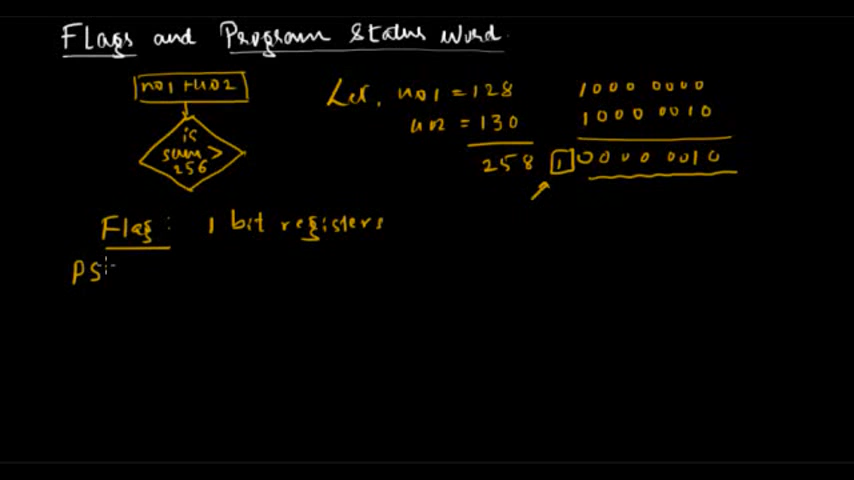 Flags and Program Status Word.
no1 + no2
is
sum >
256
Let, no1 = 128
no2 = 130
258
1000 0000
1000 0010
1 0000 0010
Flag : 1 bit registers
PS